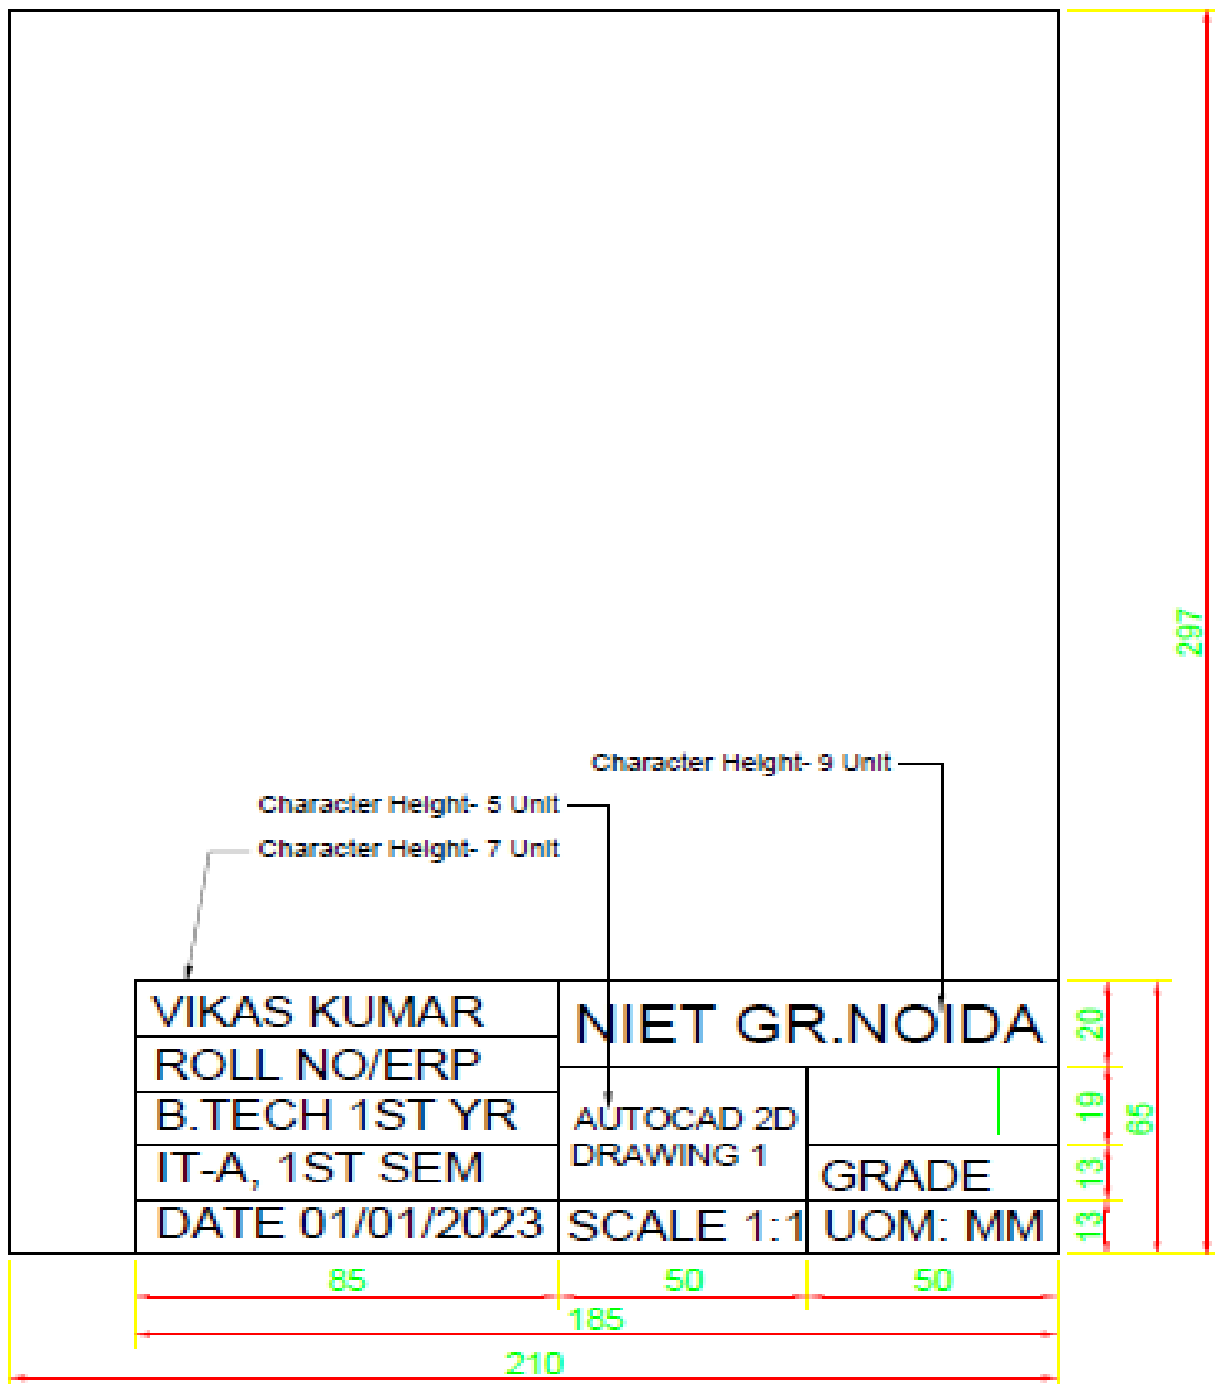 297
Character Height- 9 Unit
Character Height- 5 Unit
Character Height- 7 Unit
VIKAS KUMAR
NIET GR.NOIDA
20
ROLL NO/ERP
B.TECH 1ST YR
AUTOCAD 2D
DRAWING 1
19
65
IT-A, 1ST SEM
GRADE
13
DATE 01/01/2023
SCALE 1:1
UOM: MM
13
85
50
50
185
210